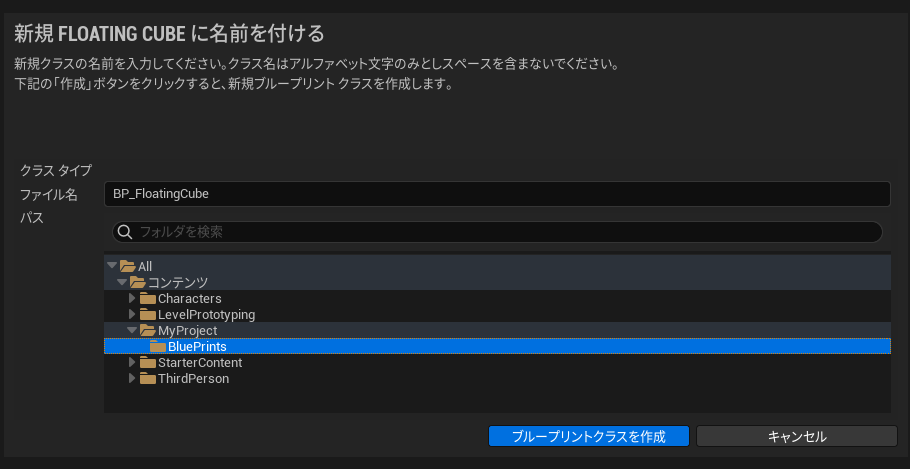 新規 FLOATING CUBE に名前を付ける
新規クラスの名前を入力してください。クラス名はアルファベット文字のみとしスペースを含まないでください。
下記の「作成」ボタンをクリックすると、新規ブループリント クラスを作成します。
クラス タイプ
ファイル名 BP_FloatingCube
パス
フォルダを検索
All
コンテンツ
Characters
LevelPrototyping
MyProject
BluePrints
StarterContent
ThirdPerson
ブループリントクラスを作成 キャンセル